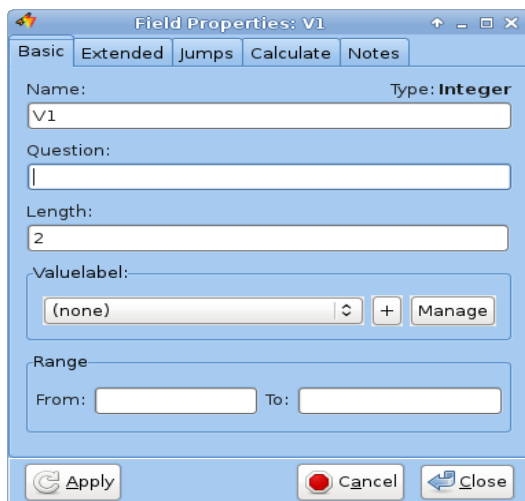 Field Properties: V1
Basic Extended Jumps Calculate Notes
Name: Type: Integer
V1
Question:
Length:
2
Valuelabel:
(none) + Manage
Range
From: To:
Apply Cancel Close